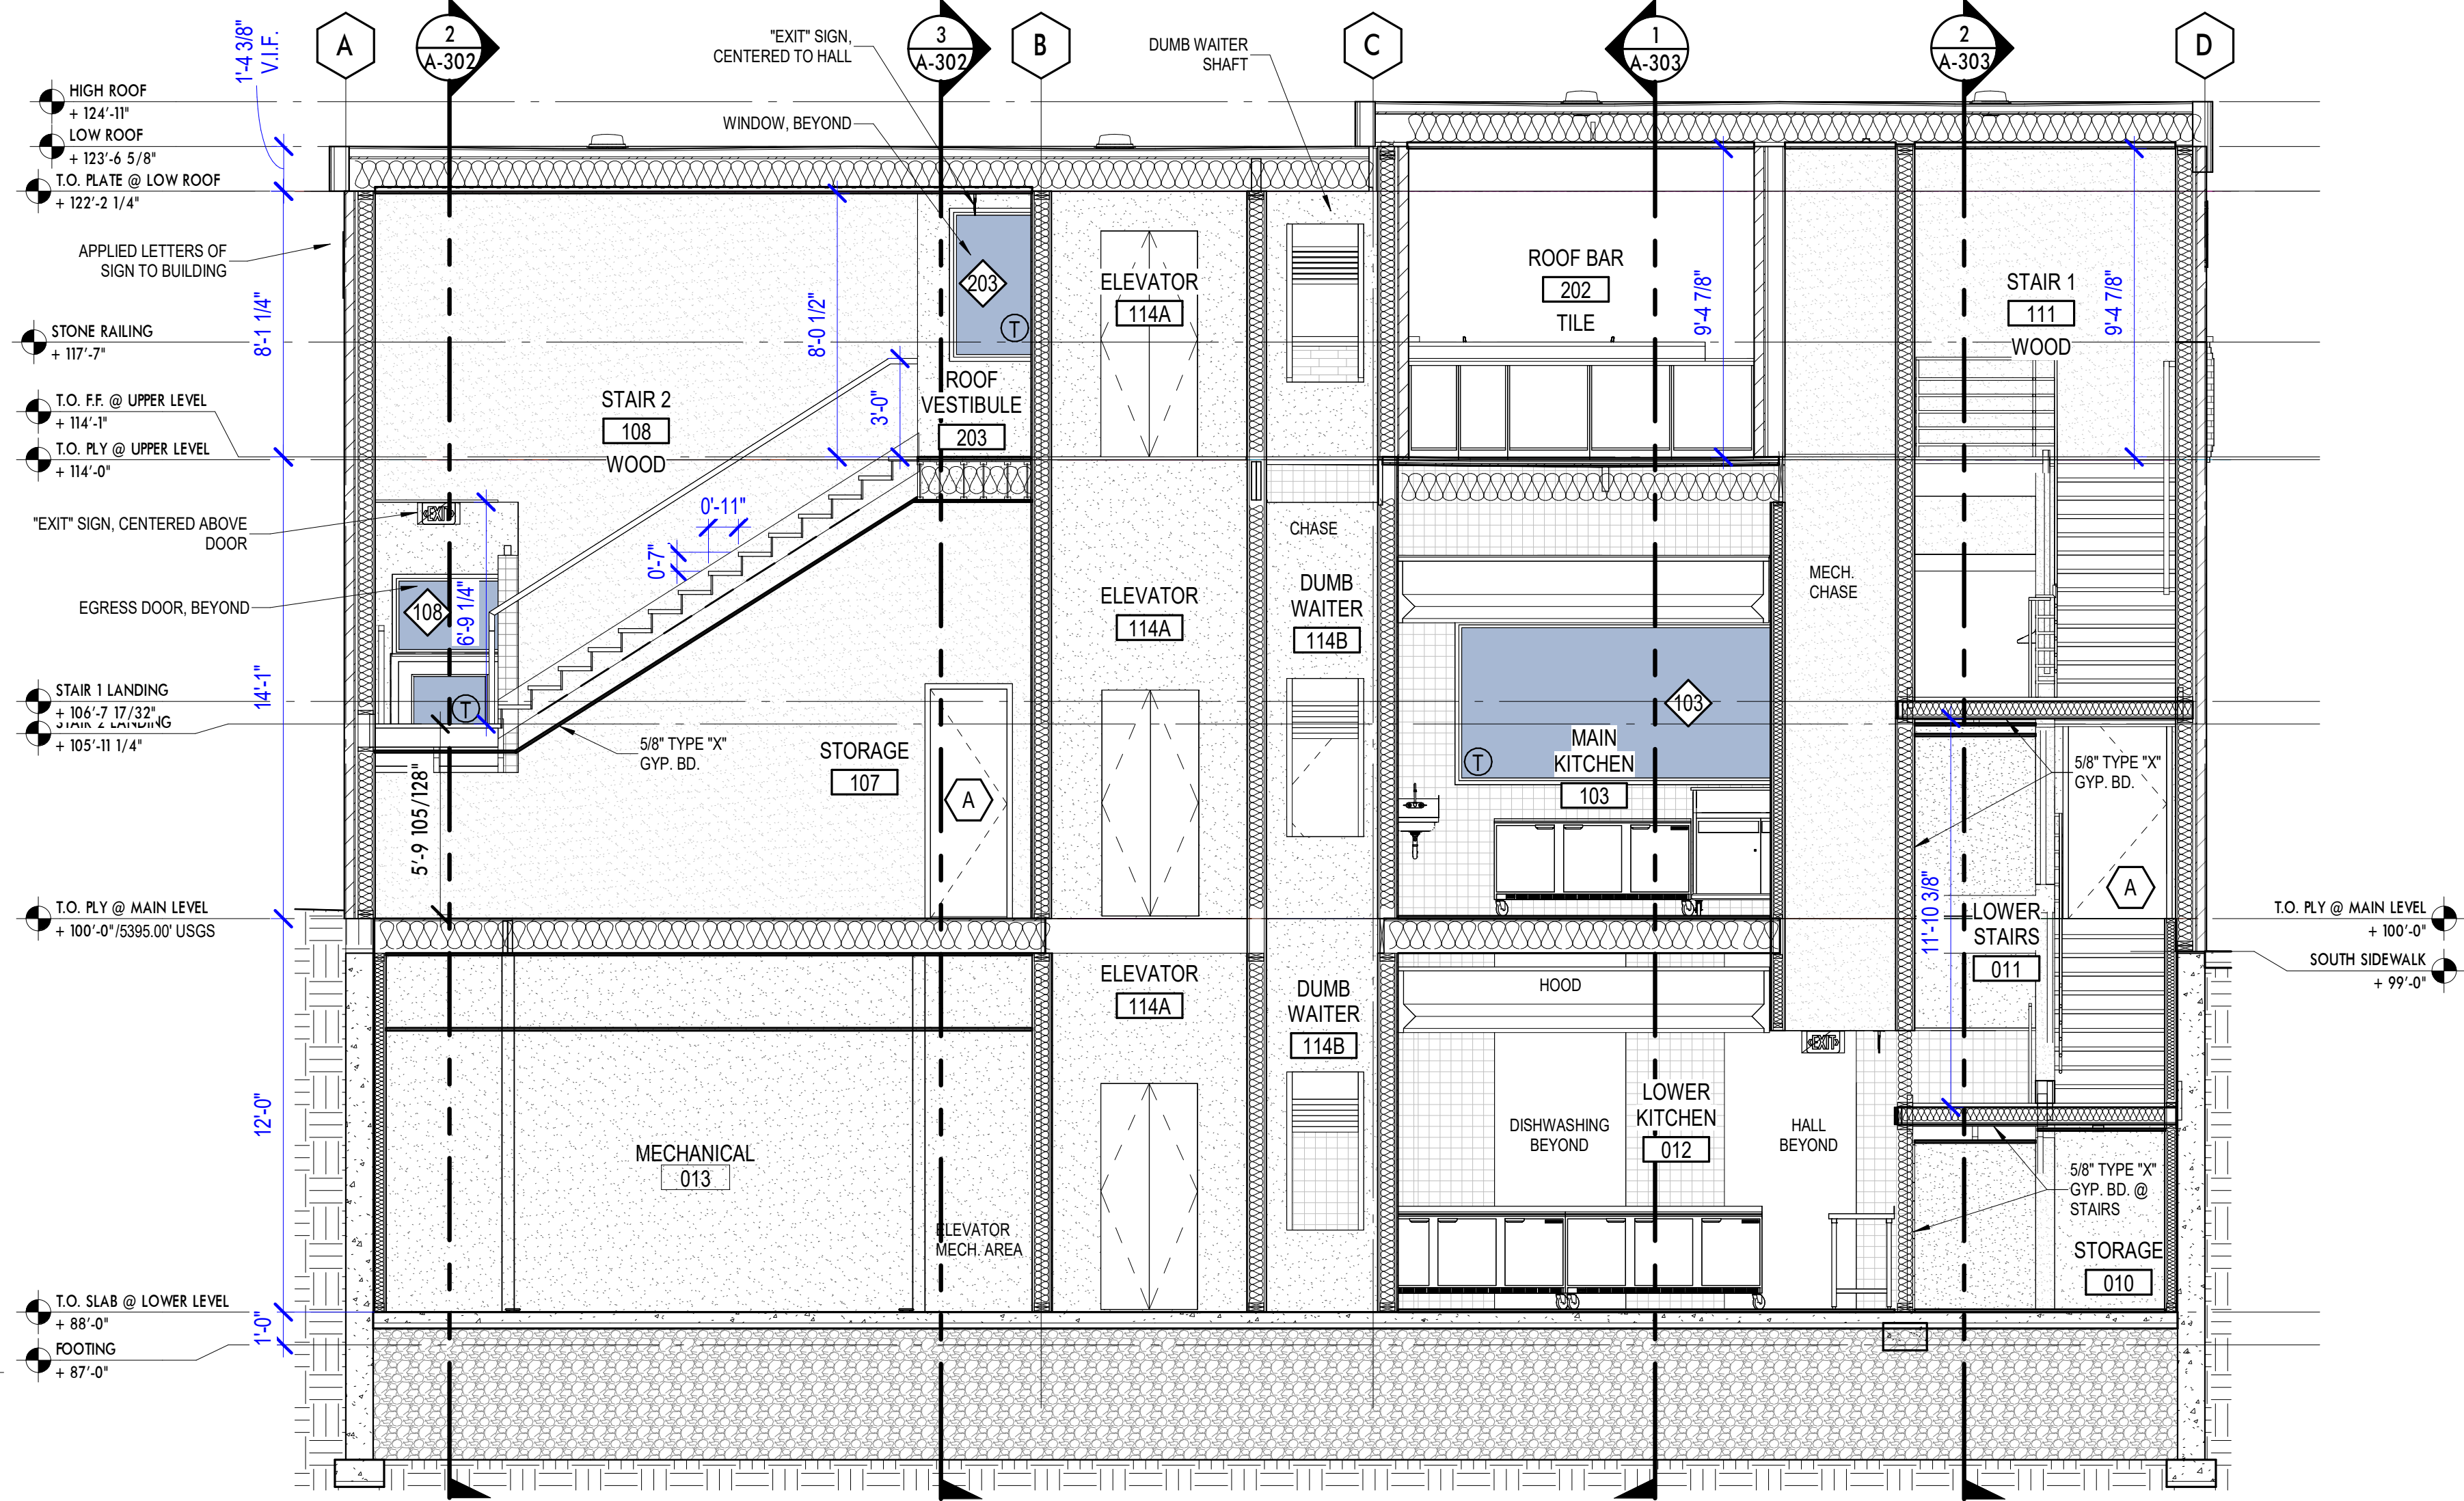 A
2
A-302
3
A-302
B
C
1
A-303
2
A-303
D
1'-4 3/8"
V.I.F.
"EXIT" SIGN,
CENTERED TO HALL
DUMB WAITER
SHAFT
HIGH ROOF
+ 124'-11"
LOW ROOF
+ 123'-6 5/8"
WINDOW, BEYOND
T.O. PLATE @ LOW ROOF
+ 122'-2 1/4"
APPLIED LETTERS OF
SIGN TO BUILDING
8'-1 1/4"
8'-0 1/2"
203
T
ELEVATOR
114A
ROOF BAR
202
TILE
9'-4 7/8"
STAIR 1
111
WOOD
9'-4 7/8"
STONE RAILING
+ 117'-7"
ROOF
VESTIBULE
203
3'-0"
STAIR 2
108
WOOD
T.O. F.F. @ UPPER LEVEL
+ 114'-1"
T.O. PLY @ UPPER LEVEL
+ 114'-0"
"EXIT" SIGN, CENTERED ABOVE
DOOR
EXIT
0'-11"
0'-7"
CHASE
EGRESS DOOR, BEYOND
108
6'-9 1/4"
T
ELEVATOR
114A
DUMB
WAITER
114B
MECH.
CHASE
14'-1"
STAIR 1 LANDING
+ 106'-7 17/32"
STAIR 2 LANDING
+ 105'-11 1/4"
5/8" TYPE "X"
GYP. BD.
STORAGE
107
A
5'-9 105/128"
103
T
MAIN
KITCHEN
103
5/8" TYPE "X"
GYP. BD.
A
11'-10 3/8"
LOWER
STAIRS
011
T.O. PLY @ MAIN LEVEL
+ 100'-0"/5395.00' USGS
T.O. PLY @ MAIN LEVEL
+ 100'-0"
SOUTH SIDEWALK
+ 99'-0"
ELEVATOR
114A
DUMB
WAITER
114B
HOOD
EXIT
12'-0"
MECHANICAL
013
DISHWASHING
BEYOND
LOWER
KITCHEN
012
HALL
BEYOND
5/8" TYPE "X"
GYP. BD. @
STAIRS
ELEVATOR
MECH. AREA
STORAGE
010
T.O. SLAB @ LOWER LEVEL
+ 88'-0"
1'-0"
FOOTING
+ 87'-0"